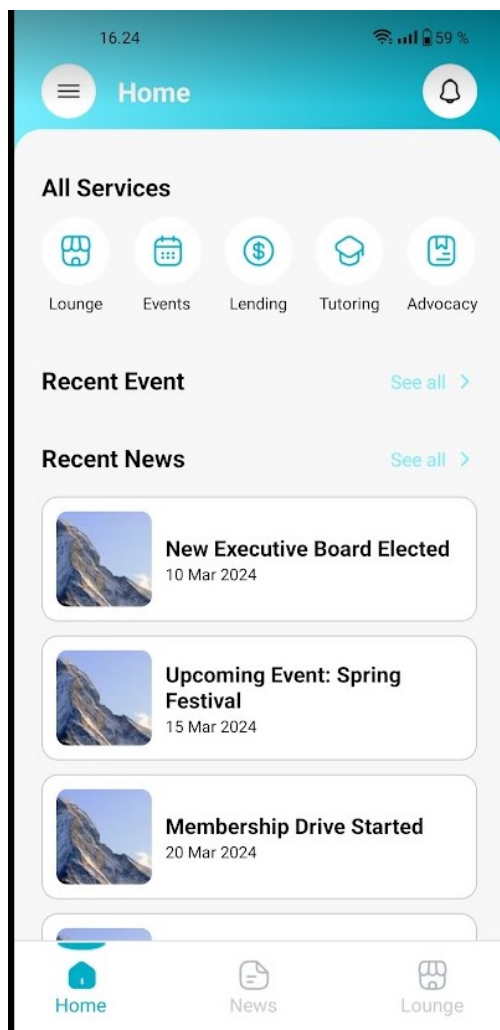 16.24
59 %
Home
All Services
Lounge Events Lending Tutoring Advocacy
Recent Event See all
Recent News See all
New Executive Board Elected
10 Mar 2024
Upcoming Event: Spring
Festival
15 Mar 2024
Membership Drive Started
20 Mar 2024
Home News Lounge